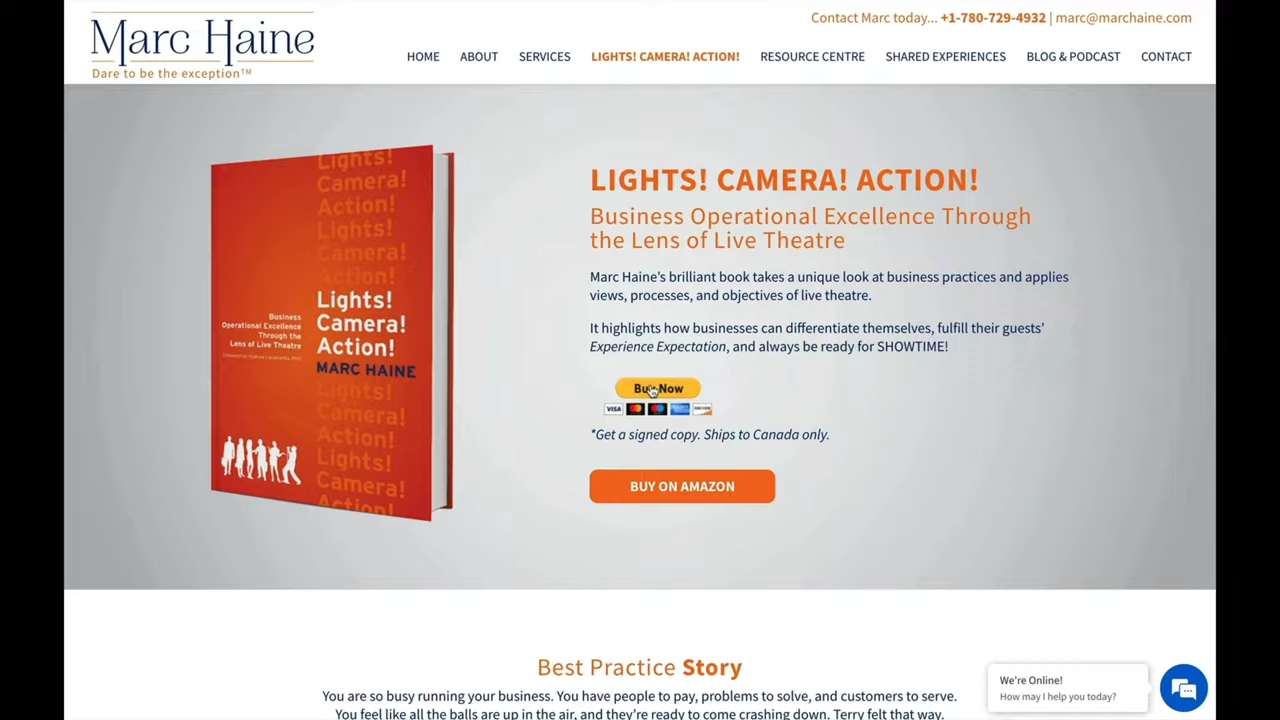 Marc Haine
Dare to be the exception™
Contact Marc today... +1-780-729-4932 | marc@marchaine.com
HOME ABOUT SERVICES LIGHTS! CAMERA! ACTION! RESOURCE CENTRE SHARED EXPERIENCES BLOG & PODCAST CONTACT
Lights!
Camera!
Action!
Lights!
Camera!
Action!
Lights!
Camera!
Action!
MARC HAINE
Business
Operational Excellence
Through the
Lens of Live Theatre
Lights!
Camera!
Action!
Lights!
Camera!
Action!
LIGHTS! CAMERA! ACTION!
Business Operational Excellence Through
the Lens of Live Theatre
Marc Haine's brilliant book takes a unique look at business practices and applies
views, processes, and objectives of live theatre.
It highlights how businesses can differentiate themselves, fulfill their guests'
Experience Expectation, and always be ready for SHOWTIME!
Buy Now
VISA
*Get a signed copy. Ships to Canada only.
BUY ON AMAZON
Best Practice Story
You are so busy running your business. You have people to pay, problems to solve, and customers to serve.
You feel like all the balls are up in the air, and they're ready to come crashing down. Terry felt that way.
We're Online!
How may I help you today?